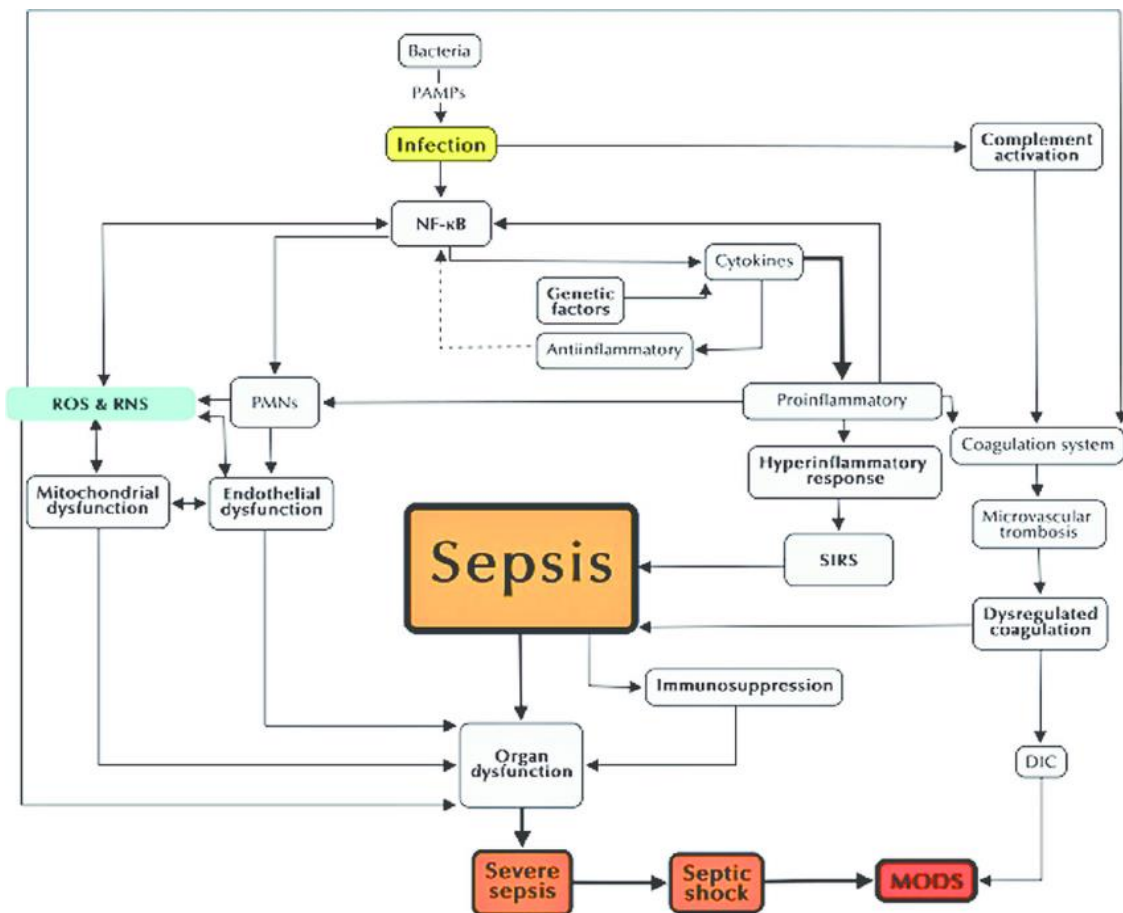 Bacteria
PAMPs
Infection
Complement
activation
NF-κB
Cytokines
Genetic
factors
Antiinflammatory
ROS & RNS
PMNs
Proinflammatory
Coagulation system
Hyperinflammatory
response
Mitochondrial
dysfunction
Endothelial
dysfunction
Microvascular
trombosis
Sepsis
SIRS
Dysregulated
coagulation
Immunosuppression
Organ
dysfunction
DIC
Severe
sepsis
Septic
shock
MODS